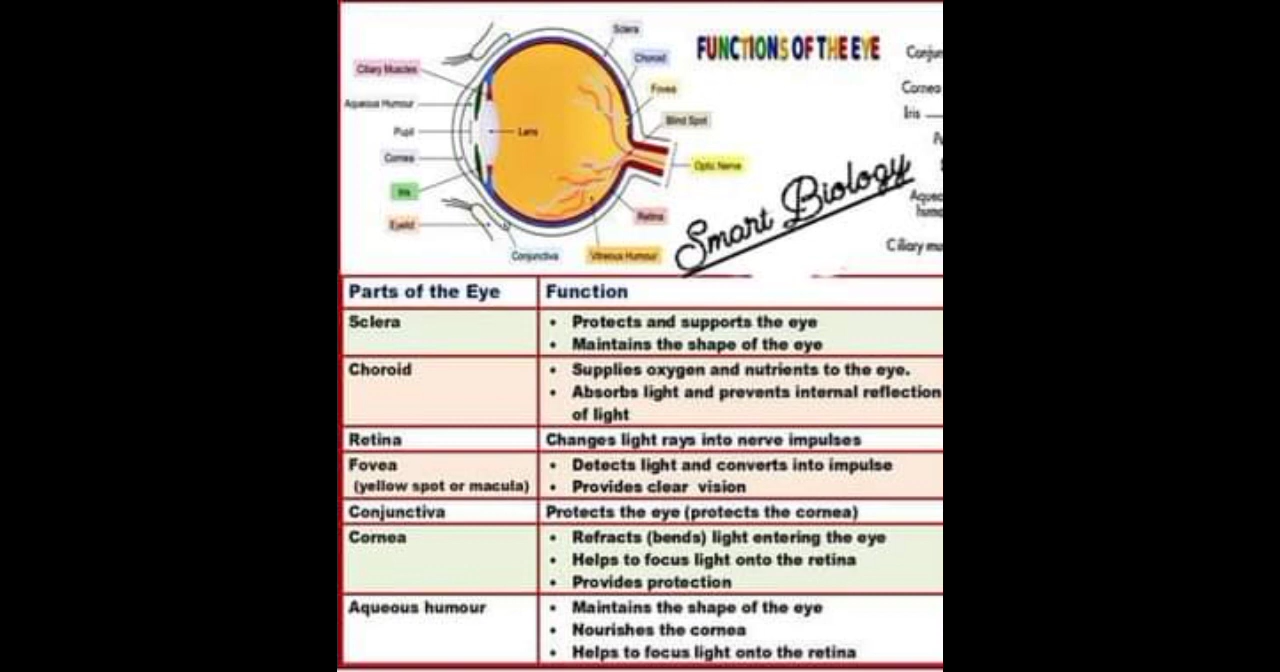 Sclera
FUNCTIONS OF THE EYE
Choroid
Ciliary Muscles
Fovea
Aqueous Humour
Cornea
Iris
Blind Spot
Pupil
Lens
Cornea
Optic Nerve
Iris
Smart Biology
Eyelid
Retina
Conjunctiva
Vitreous Humour
Parts of the Eye Function
Sclera • Protects and supports the eye
• Maintains the shape of the eye
Choroid • Supplies oxygen and nutrients to the eye.
• Absorbs light and prevents internal reflection
of light
Retina Changes light rays into nerve impulses
Fovea • Detects light and converts into impulse
(yellow spot or macula) • Provides clear vision
Conjunctiva Protects the eye (protects the cornea)
Cornea • Refracts (bends) light entering the eye
• Helps to focus light onto the retina
• Provides protection
Aqueous humour • Maintains the shape of the eye
• Nourishes the cornea
• Helps to focus light onto the retina